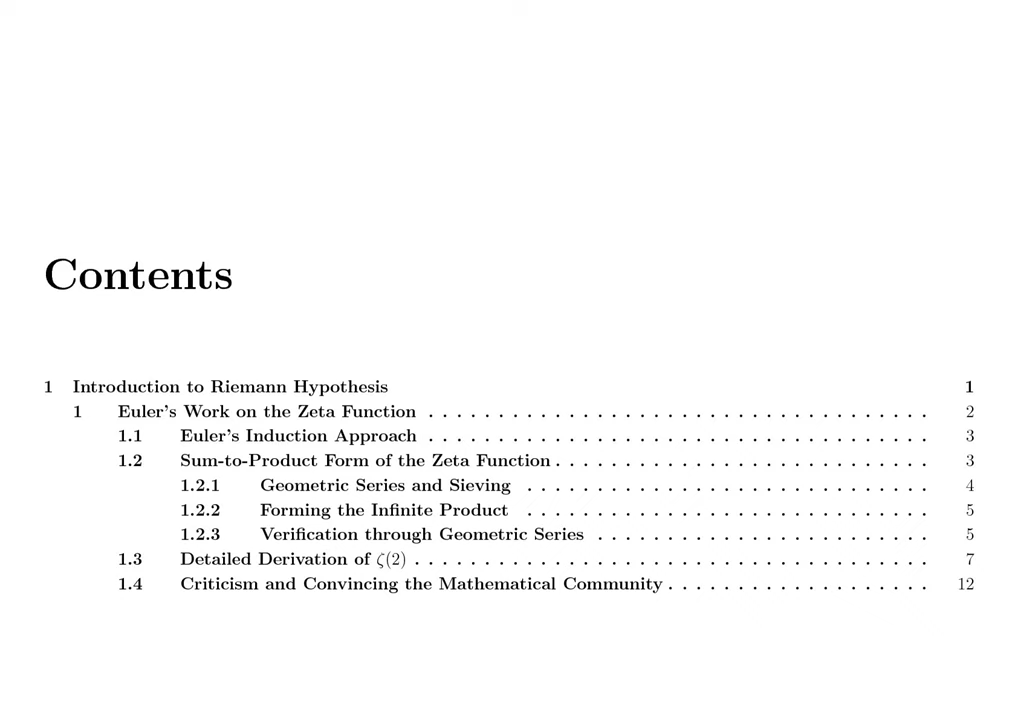 Contents
1 Introduction to Riemann Hypothesis 1
1 Euler's Work on the Zeta Function . . . . . . . . . . . . . . . . . . . . . . . . . . . . . . . . . . . . 2
1.1 Euler's Induction Approach . . . . . . . . . . . . . . . . . . . . . . . . . . . . . . . . . . . . 3
1.2 Sum-to-Product Form of the Zeta Function . . . . . . . . . . . . . . . . . . . . . . . . . . . 3
1.2.1 Geometric Series and Sieving . . . . . . . . . . . . . . . . . . . . . . . . . . . . . 4
1.2.2 Forming the Infinite Product . . . . . . . . . . . . . . . . . . . . . . . . . . . . . 5
1.2.3 Verification through Geometric Series . . . . . . . . . . . . . . . . . . . . . . . . 5
1.3 Detailed Derivation of ζ(2) . . . . . . . . . . . . . . . . . . . . . . . . . . . . . . . . . . . . . 7
1.4 Criticism and Convincing the Mathematical Community . . . . . . . . . . . . . . . . . . . 12